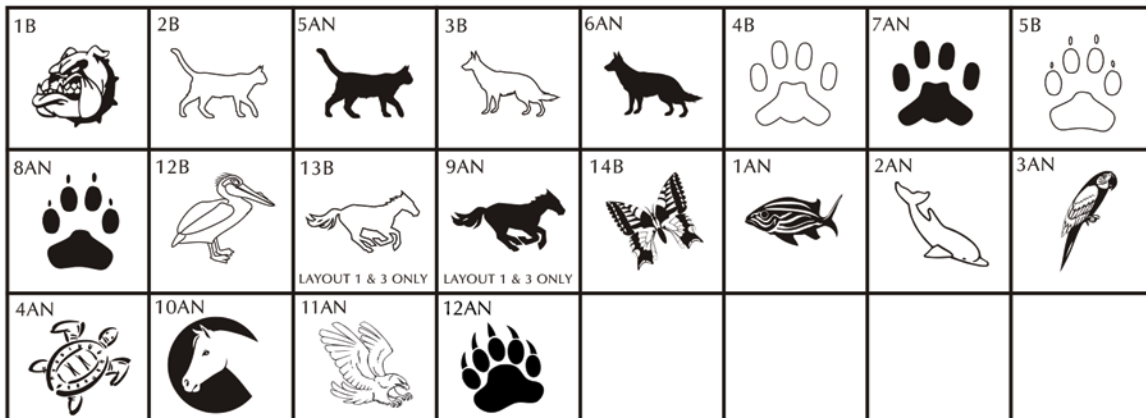 1B 2B 5AN 3B 6AN 4B 7AN 5B
8AN 12B 13B 9AN 14B 1AN 2AN 3AN
LAYOUT 1 & 3 ONLY LAYOUT 1 & 3 ONLY
4AN 10AN 11AN 12AN